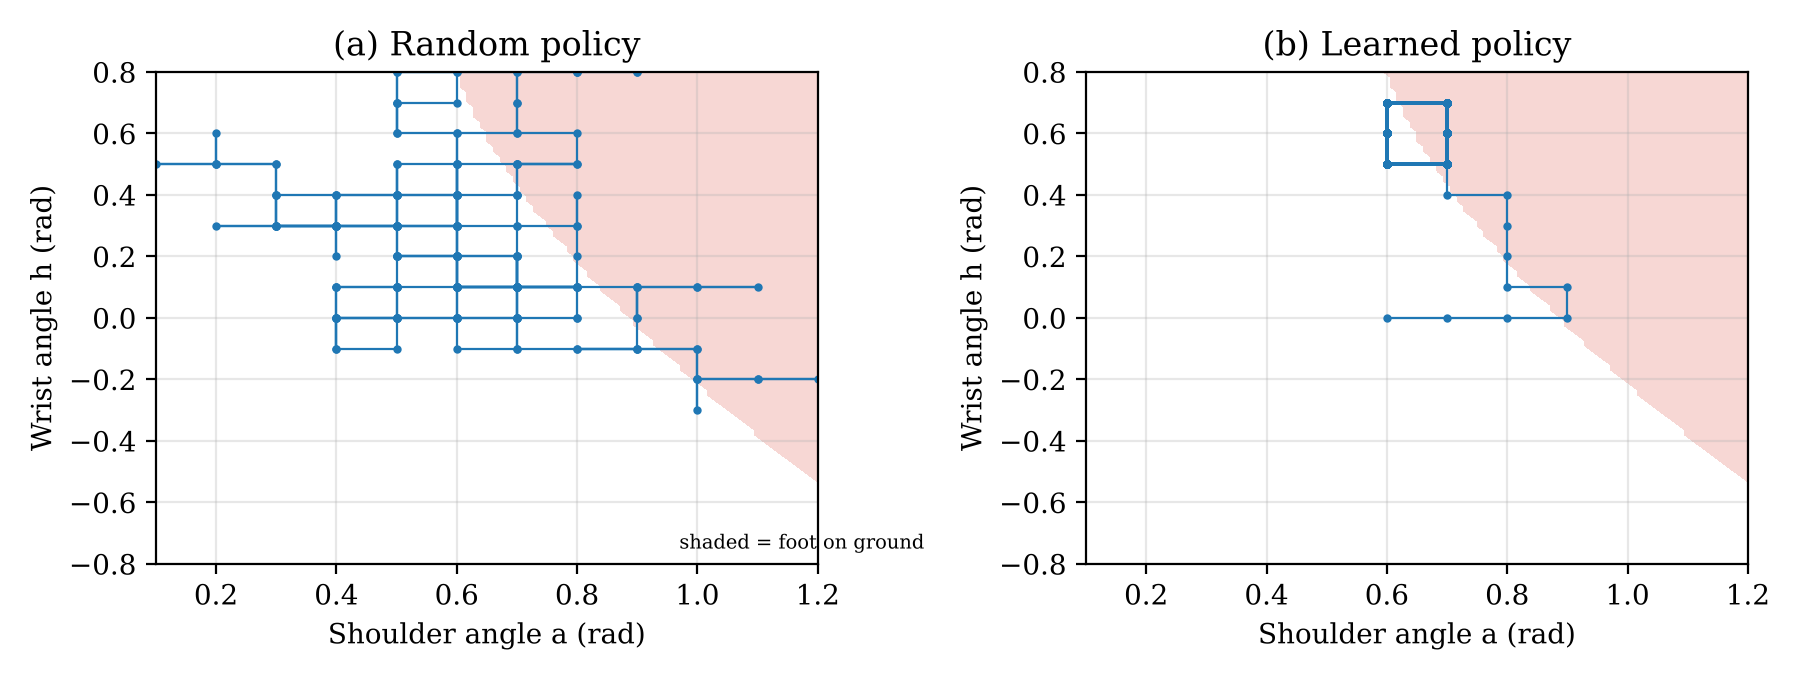 (a) Random policy
0.8
0.6
0.4
0.2
0.0
−0.2
−0.4
−0.6
−0.8
Wrist angle h (rad)
shaded = foot on ground
0.2 0.4 0.6 0.8 1.0 1.2
Shoulder angle a (rad)
(b) Learned policy
0.8
0.6
0.4
0.2
0.0
−0.2
−0.4
−0.6
−0.8
Wrist angle h (rad)
0.2 0.4 0.6 0.8 1.0 1.2
Shoulder angle a (rad)